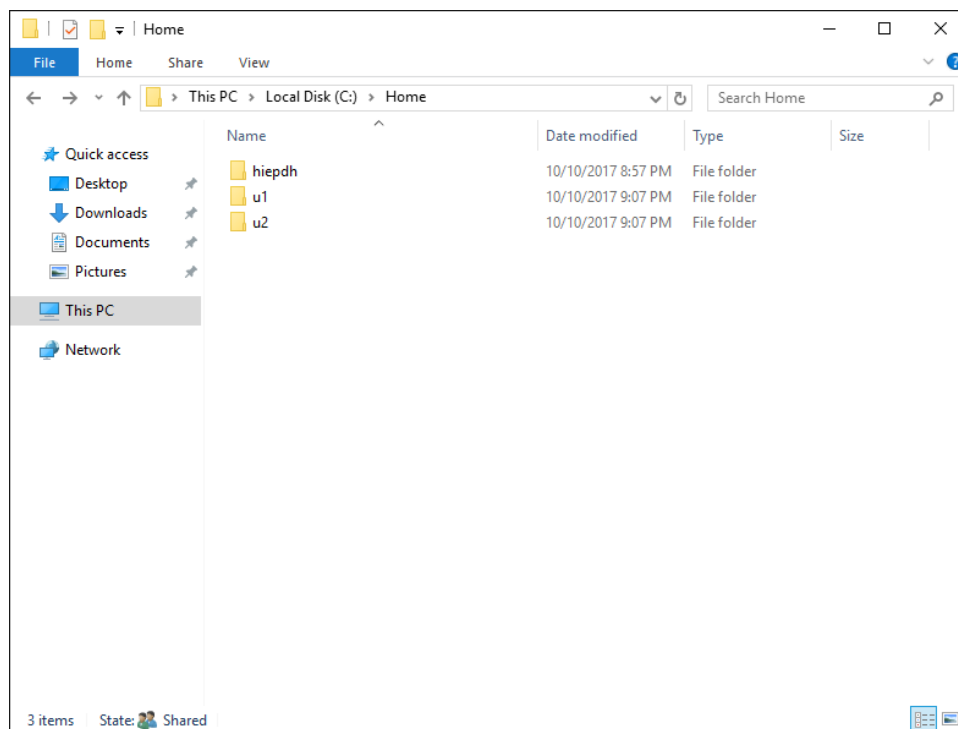 Home
File Home Share View
This PC Local Disk (C:) Home Search Home
Name Date modified Type Size
Quick access
Desktop
Downloads
Documents
Pictures
This PC
Network
hiepdh 10/10/2017 8:57 PM File folder
u1 10/10/2017 9:07 PM File folder
u2 10/10/2017 9:07 PM File folder
3 items State: Shared